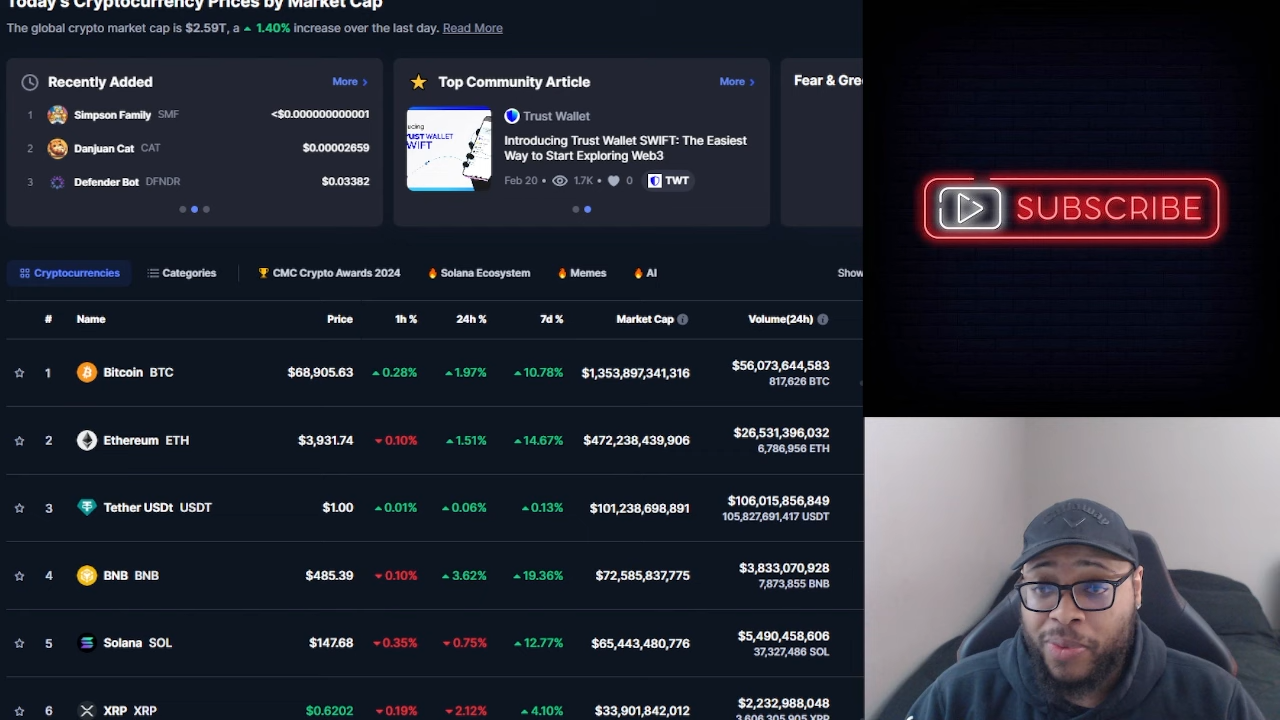 Today's Cryptocurrency Prices by Market Cap
The global crypto market cap is $2.59T, a 1.40% increase over the last day. Read More
Recently Added More
1 Simpson Family SMF <$0.000000000001
2 Danjuan Cat CAT $0.00002659
3 Defender Bot DFNDR $0.03382
Top Community Article More
Trust Wallet
Introducing Trust Wallet SWIFT: The Easiest
Way to Start Exploring Web3
Feb 20 • 1.7K • 0 TWT
ucing
RUST WALLET
WIFT
Fear & Gre
SUBSCRIBE
Cryptocurrencies Categories CMC Crypto Awards 2024 Solana Ecosystem Memes AI Show
# Name Price 1h % 24h % 7d % Market Cap Volume(24h)
1 Bitcoin BTC $68,905.63 0.28% 1.97% 10.78% $1,353,897,341,316 $56,073,644,583
817,626 BTC
2 Ethereum ETH $3,931.74 0.10% 1.51% 14.67% $472,238,439,906 $26,531,396,032
6,786,956 ETH
3 Tether USDt USDT $1.00 0.01% 0.06% 0.13% $101,238,698,891 $106,015,856,849
105,827,691,417 USDT
4 BNB BNB $485.39 0.10% 3.62% 19.36% $72,585,837,775 $3,833,070,928
7,873,855 BNB
5 Solana SOL $147.68 0.35% 0.75% 12.77% $65,443,480,776 $5,490,458,606
37,327,486 SOL
6 XRP XRP $0.6202 0.19% 2.12% 4.10% $33,901,842,012 $2,232,988,048
3,606,305,905 XRP